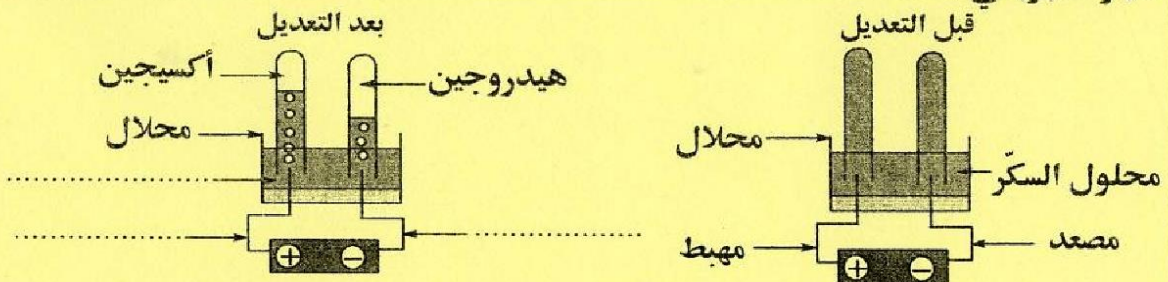 قبل التعديل
بعد التعديل
هيدروجين
أكسيجين
محلال
محلال
محلول السكّر
مصعد
مهبط
+
−
+
−